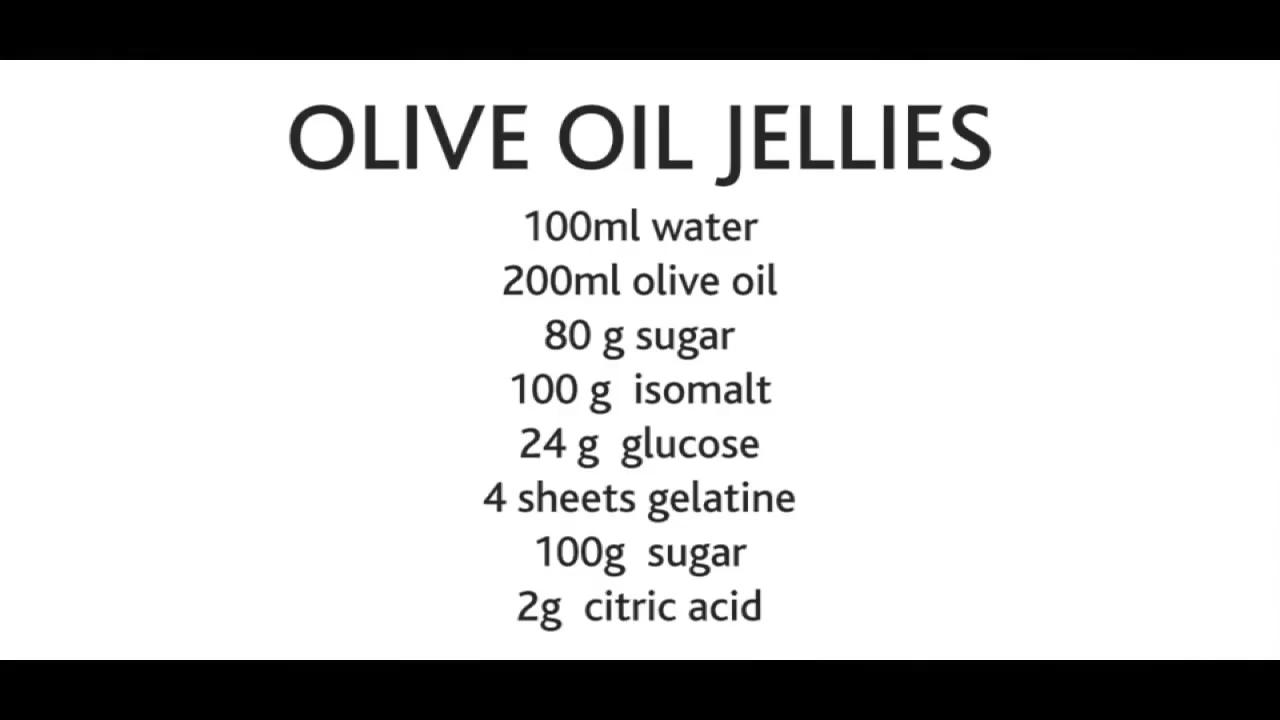 OLIVE OIL JELLIES
100ml water
200ml olive oil
80 g sugar
100 g  isomalt
24 g  glucose
4 sheets gelatine
100g  sugar
2g  citric acid